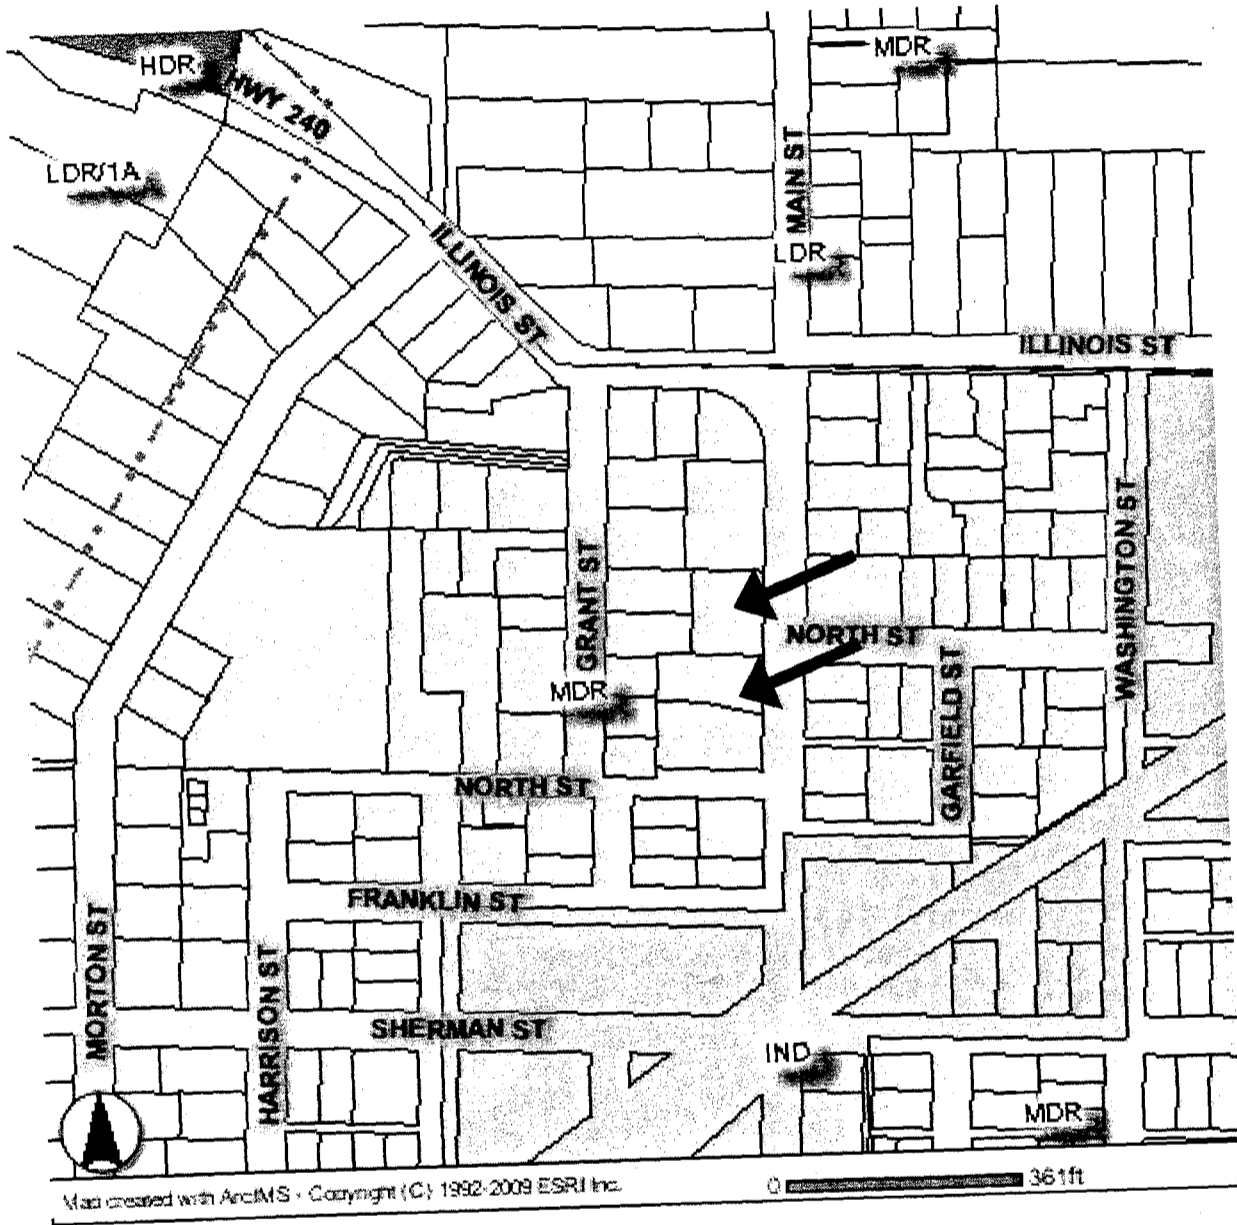 MDR
HDR
HWY 240
LDR/1A
MAIN ST
ILLINOIS ST
LDR
ILLINOIS ST
GRANT ST
WASHINGTON ST
NORTH ST
MDR
GARFIELD ST
NORTH ST
FRANKLIN ST
MORTON ST
HARRISON ST
SHERMAN ST
IND
MDR
Map created with ArcIMS - Copyright (C) 1992-2009 ESRI Inc.
0 361ft